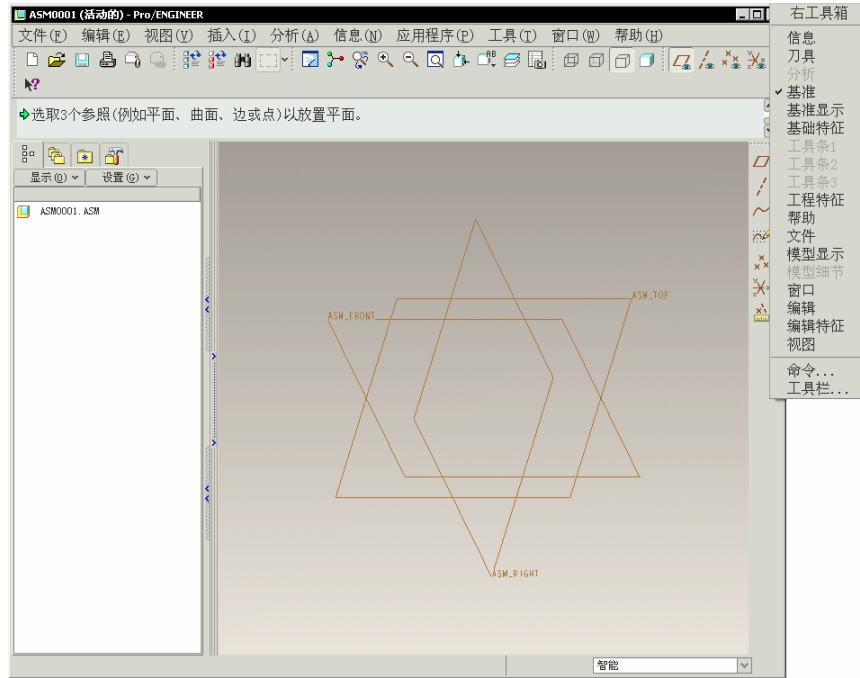 ASM0001 (活动的) - Pro/ENGINEER
文件(F) 编辑(E) 视图(V) 插入(I) 分析(A) 信息(N) 应用程序(P) 工具(T) 窗口(W) 帮助(H)
选取3个参照(例如平面、曲面、边或点)以放置平面。
显示(O) 设置(G)
ASM0001.ASM
ASM_TOP
ASM_FRONT
ASM_RIGHT
智能
右工具箱
信息
刀具
分析
基准
基准显示
基础特征
工具条1
工具条2
工具条3
工程特征
帮助
文件
模型显示
模型细节
窗口
编辑
编辑特征
视图
命令...
工具栏...